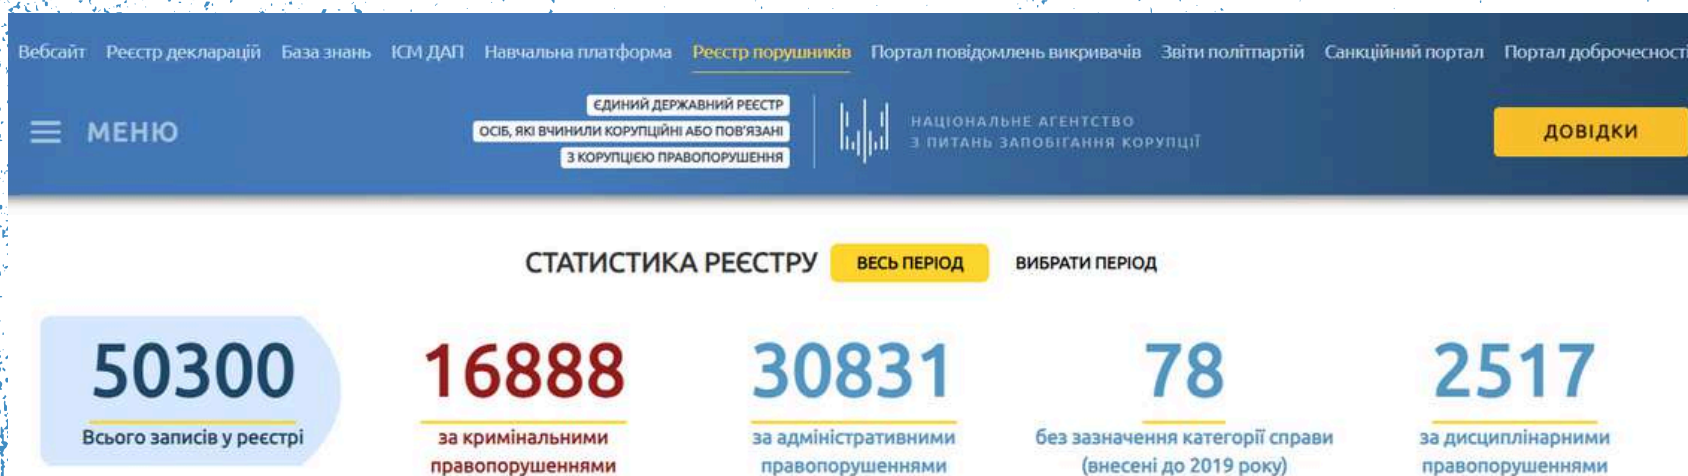 Вебсайт Реєстр декларацій База знань ІСМ ДАП Навчальна платформа Реєстр порушників Портал повідомлень викривачів Звіти політпартій Санкційний портал Портал доброчесності
МЕНЮ
ЄДИНИЙ ДЕРЖАВНИЙ РЕЄСТР
ОСІБ, ЯКІ ВЧИНИЛИ КОРУПЦІЙНІ АБО ПОВ'ЯЗАНІ
З КОРУПЦІЄЮ ПРАВОПОРУШЕННЯ
НАЦІОНАЛЬНЕ АГЕНТСТВО
З ПИТАНЬ ЗАПОБІГАННЯ КОРУПЦІЇ
ДОВІДКИ
СТАТИСТИКА РЕЄСТРУ ВЕСЬ ПЕРІОД ВИБРАТИ ПЕРІОД
50300
Всього записів у реєстрі
16888
за кримінальними
правопорушеннями
30831
за адміністративними
правопорушеннями
78
без зазначення категорії справи
(внесені до 2019 року)
2517
за дисциплінарними
правопорушеннями